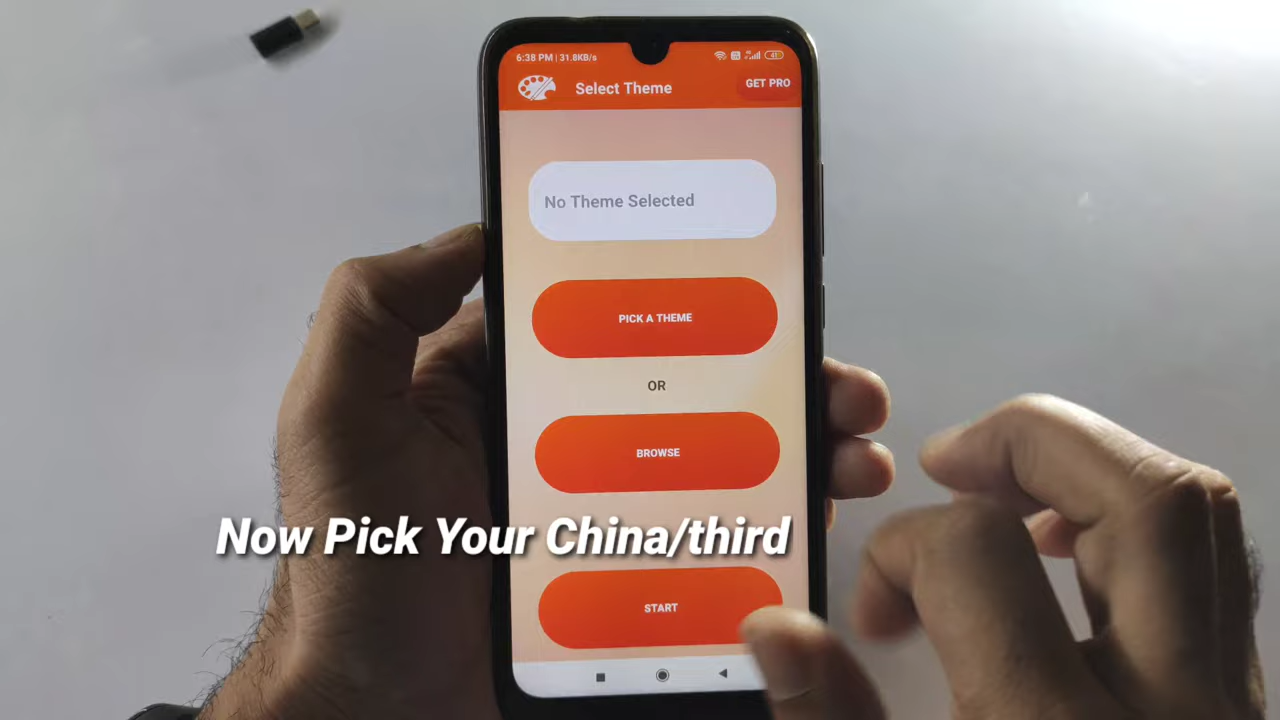 6:38 PM | 31.8KB/s
41
Select Theme
GET PRO
No Theme Selected
PICK A THEME
OR
BROWSE
Now Pick Your China/third
START